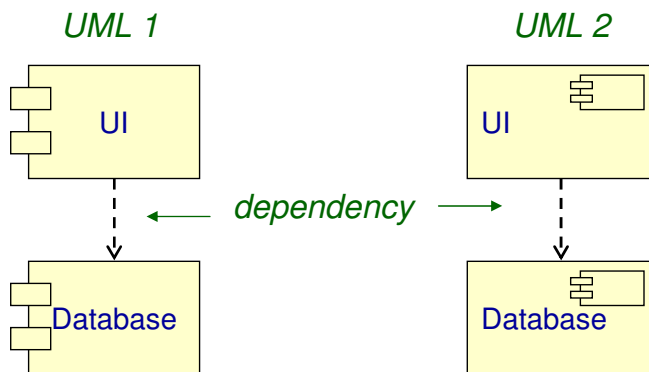 UML 1
UML 2
UI
UI
dependency
Database
Database